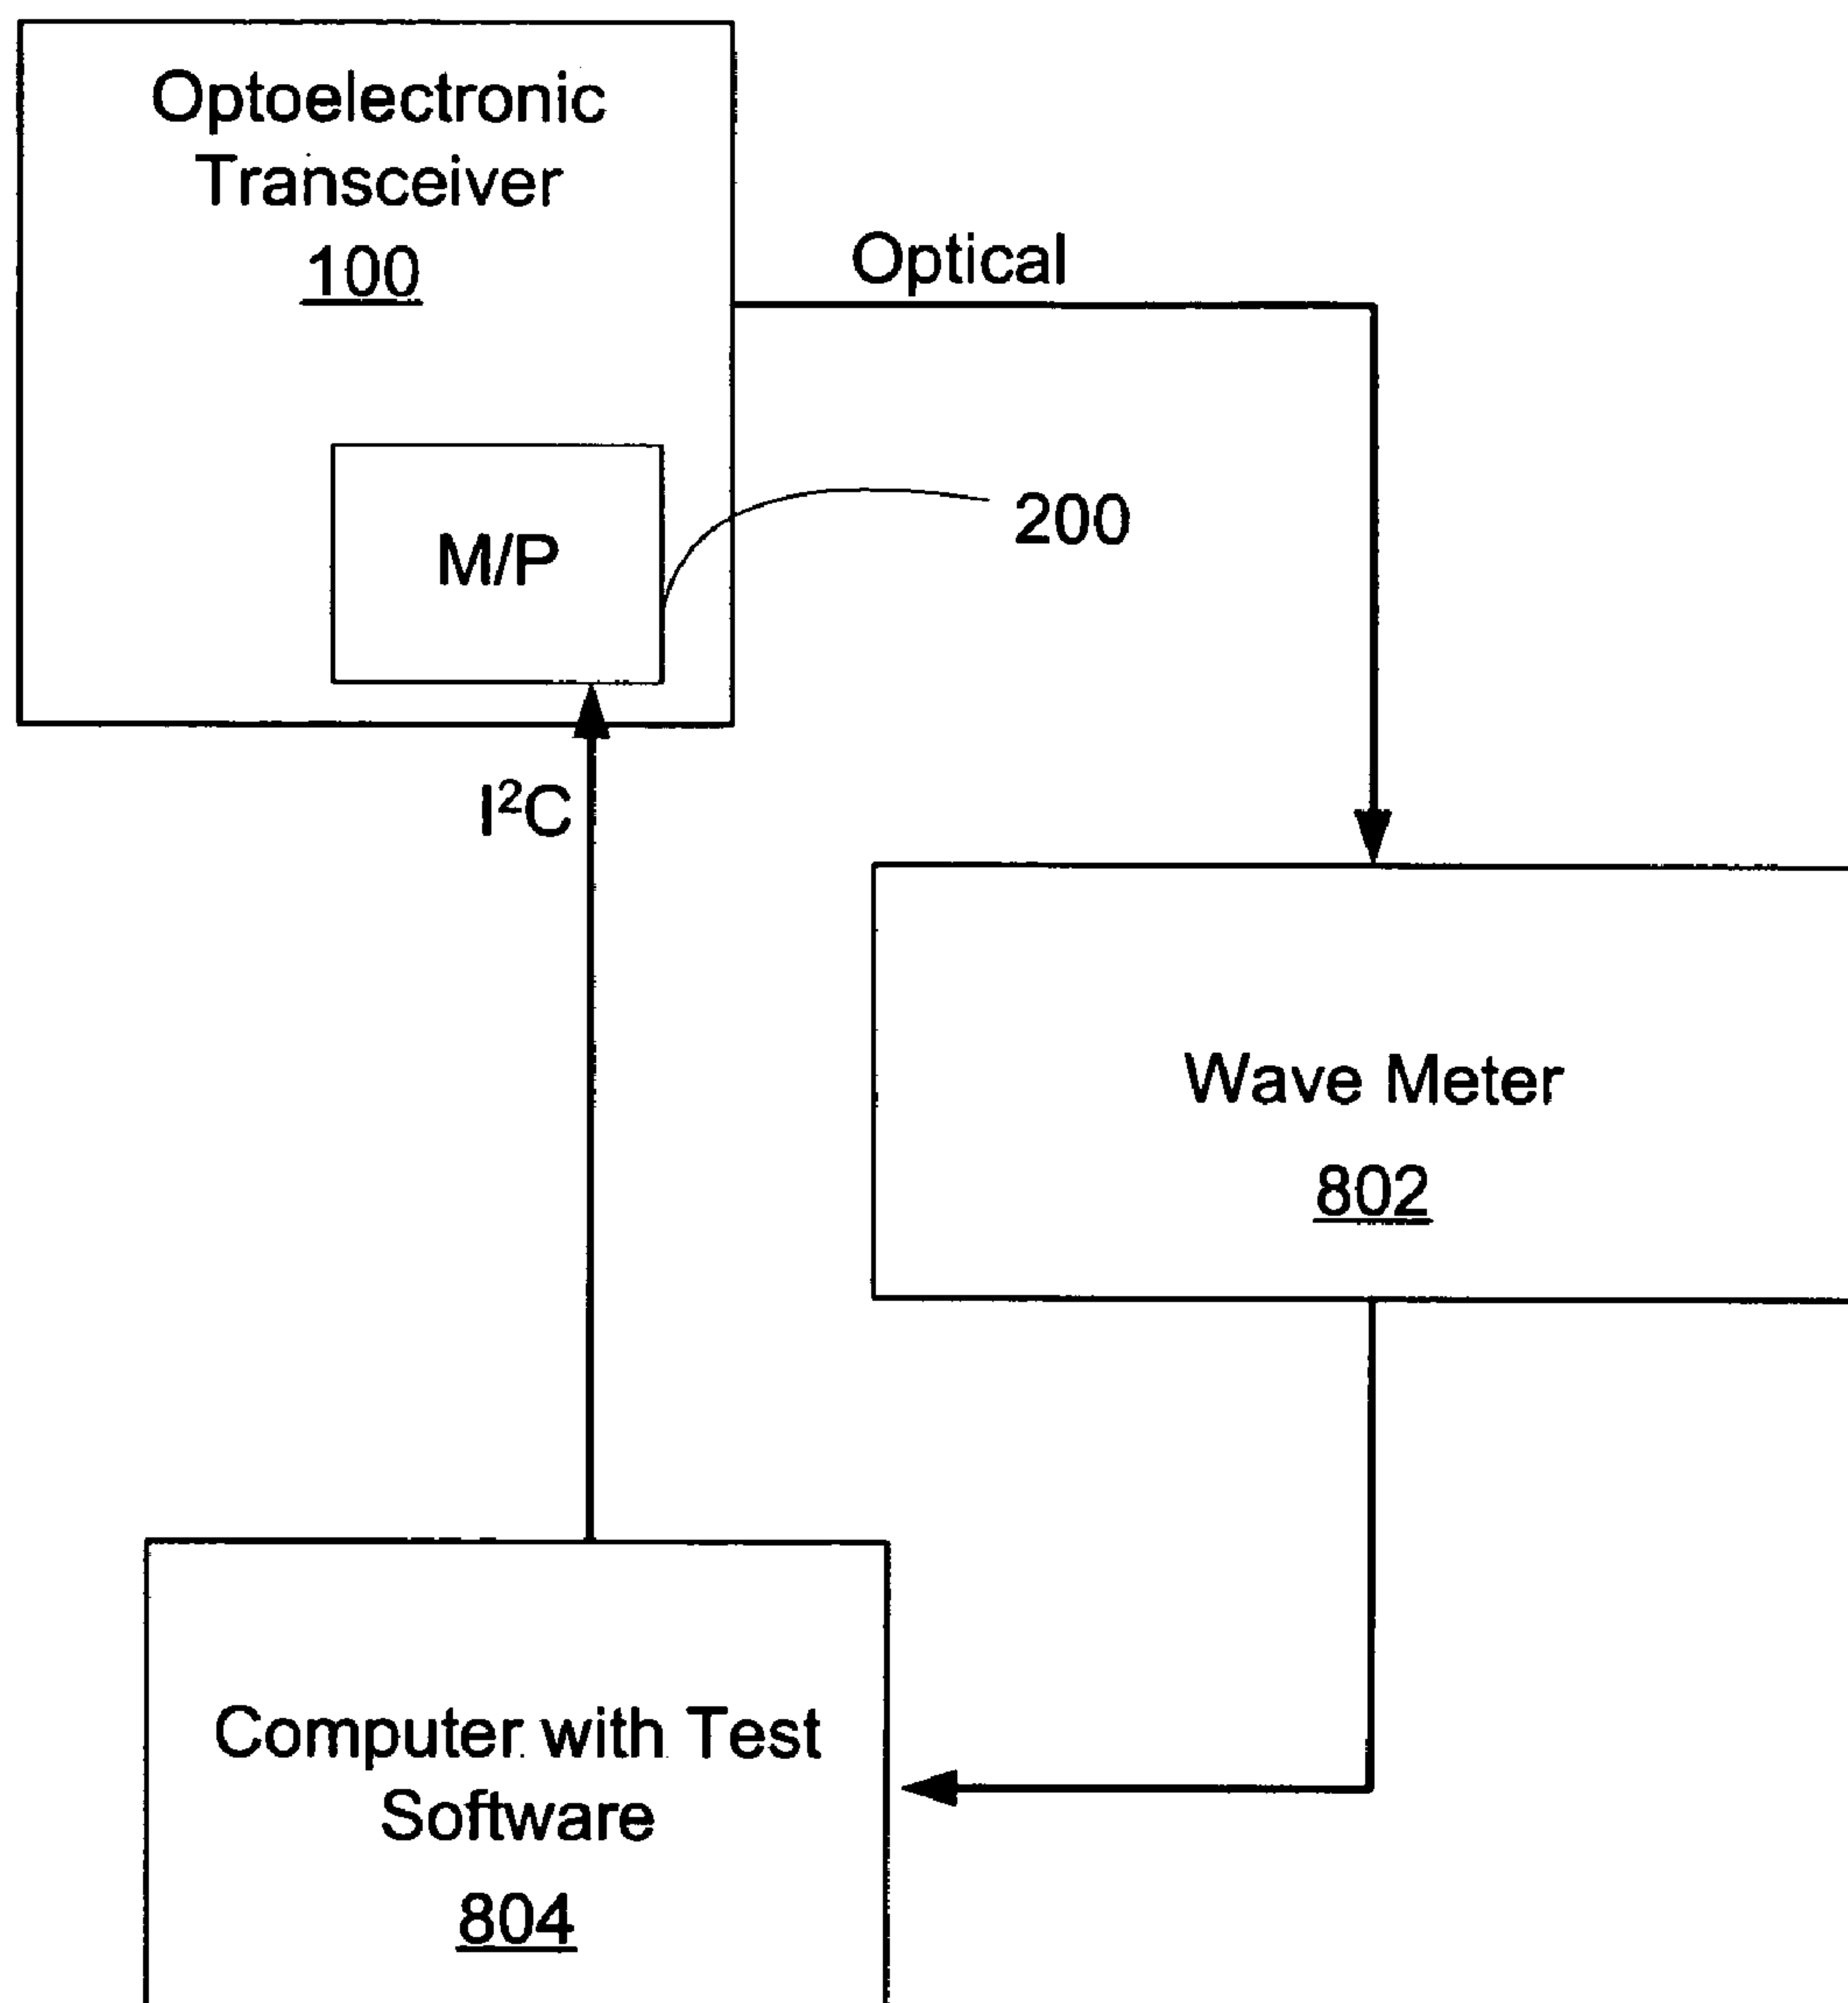 Optoelectronic
Transceiver
100
Optical
M/P
200
I²C
Wave Meter
802
Computer with Test
Software
804